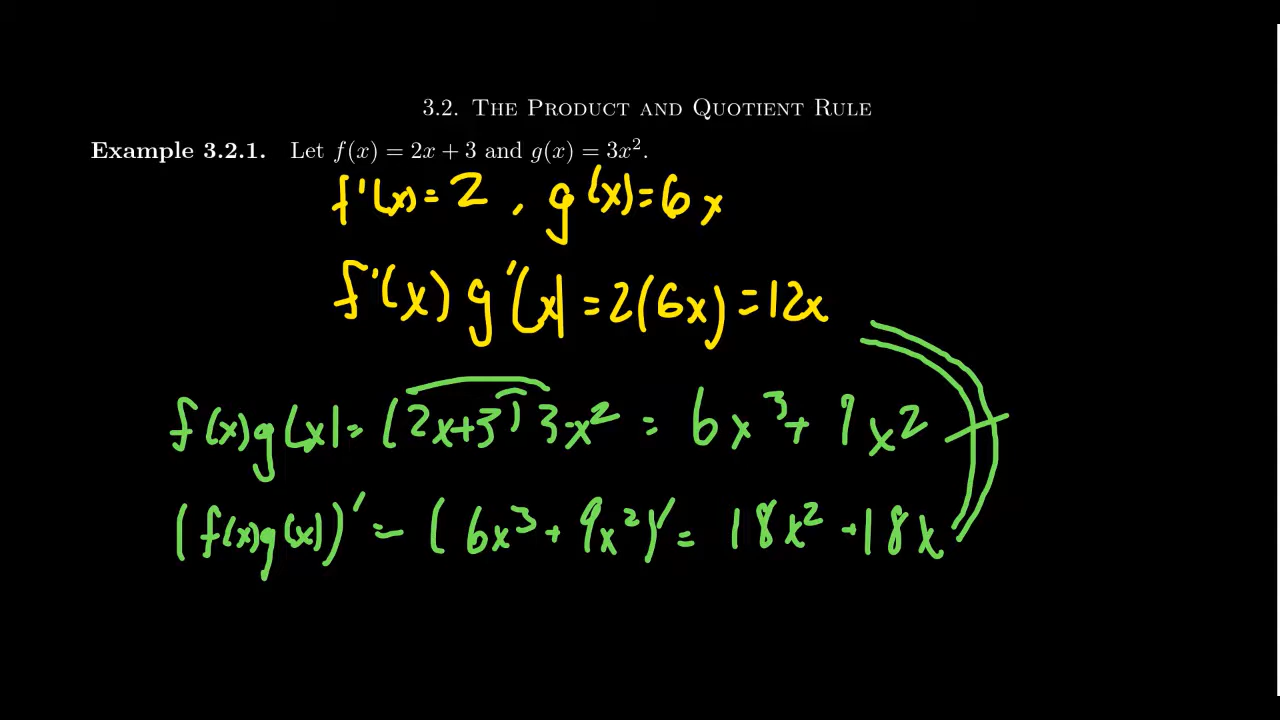 3.2. The Product and Quotient Rule
Example 3.2.1. Let f(x) = 2x + 3 and g(x) = 3x².
f'(x) = 2 , g'(x) = 6x
f'(x) g'(x) = 2(6x) = 12x
f(x)g(x) = (2x+3) 3x² = 6x³ + 9x²
(f(x)g(x))' = (6x³ + 9x²)' = 18x² + 18x
≠